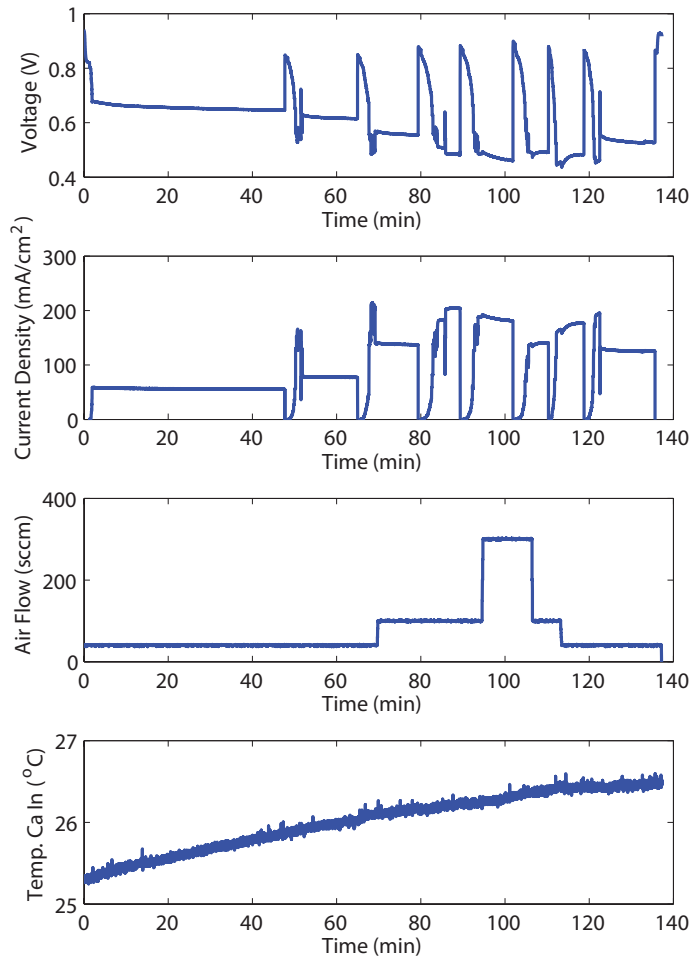 1
0.8
0.6
0.4
Voltage (V)
0 20 40 60 80 100 120 140
Time (min)
300
200
100
0
Current Density (mA/cm²)
0 20 40 60 80 100 120 140
Time (min)
400
200
0
Air Flow (sccm)
0 20 40 60 80 100 120 140
Time (min)
27
26
25
Temp. Ca In (°C)
0 20 40 60 80 100 120 140
Time (min)